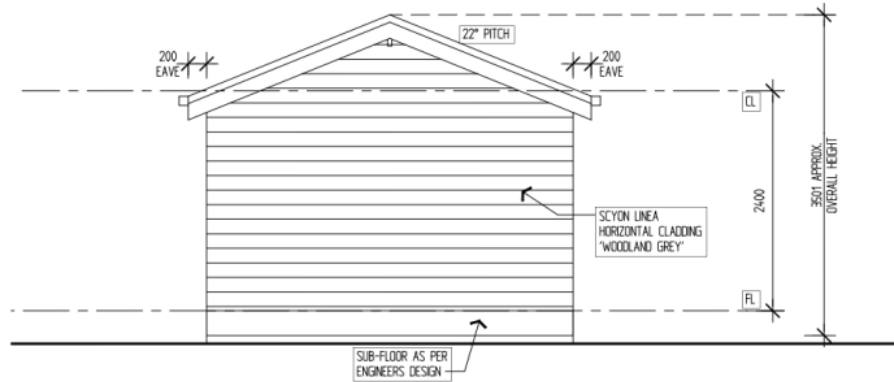 22° PITCH
200
EAVE
200
EAVE
CL
2400
3501 APPROX.
OVERALL HEIGHT
SCYON LINEA
HORIZONTAL CLADDING
'WOODLAND GREY'
FL
SUB-FLOOR AS PER
ENGINEERS DESIGN